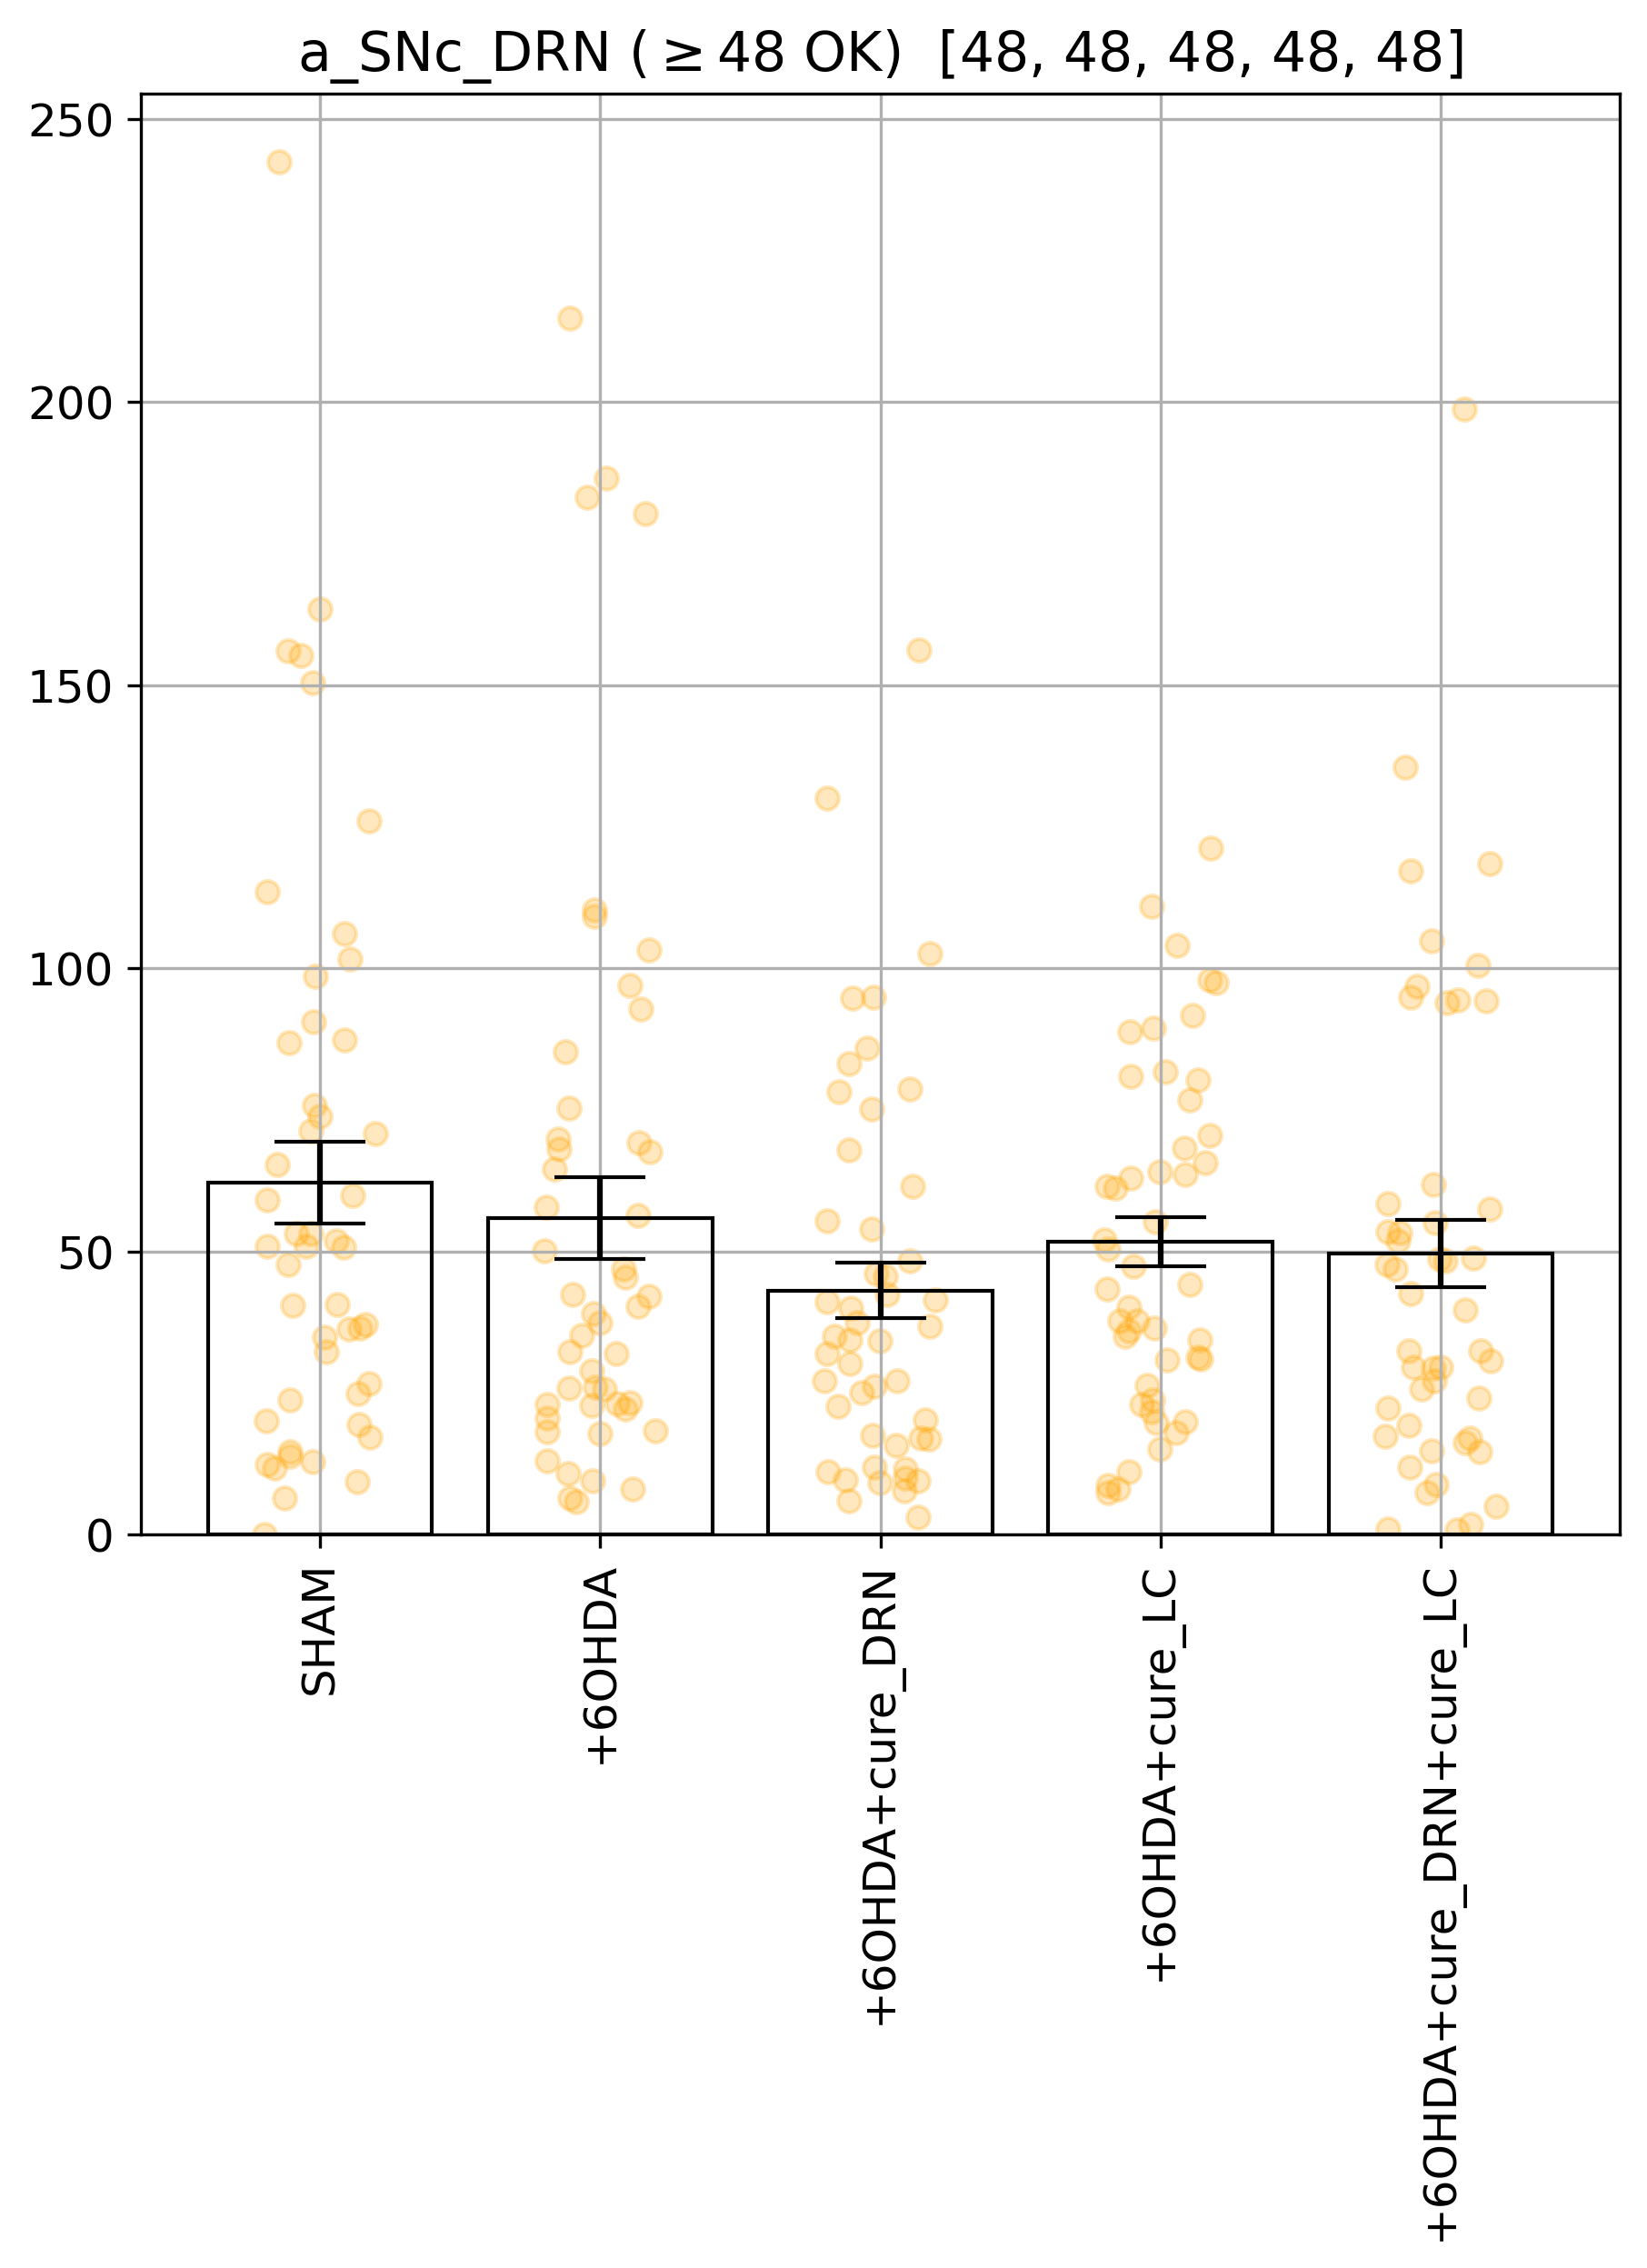 a_SNc_DRN (≥48 OK) [48, 48, 48, 48, 48]
250
200
150
100
50
0
SHAM
+6OHDA
+6OHDA+cure_DRN
+6OHDA+cure_LC
+6OHDA+cure_DRN+cure_LC